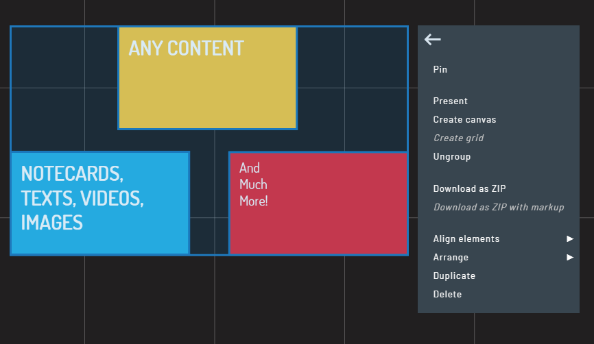 ANY CONTENT
NOTECARDS,
TEXTS, VIDEOS,
IMAGES
And
Much
More!
Pin
Present
Create canvas
Create grid
Ungroup
Download as ZIP
Download as ZIP with markup
Align elements
Arrange
Duplicate
Delete